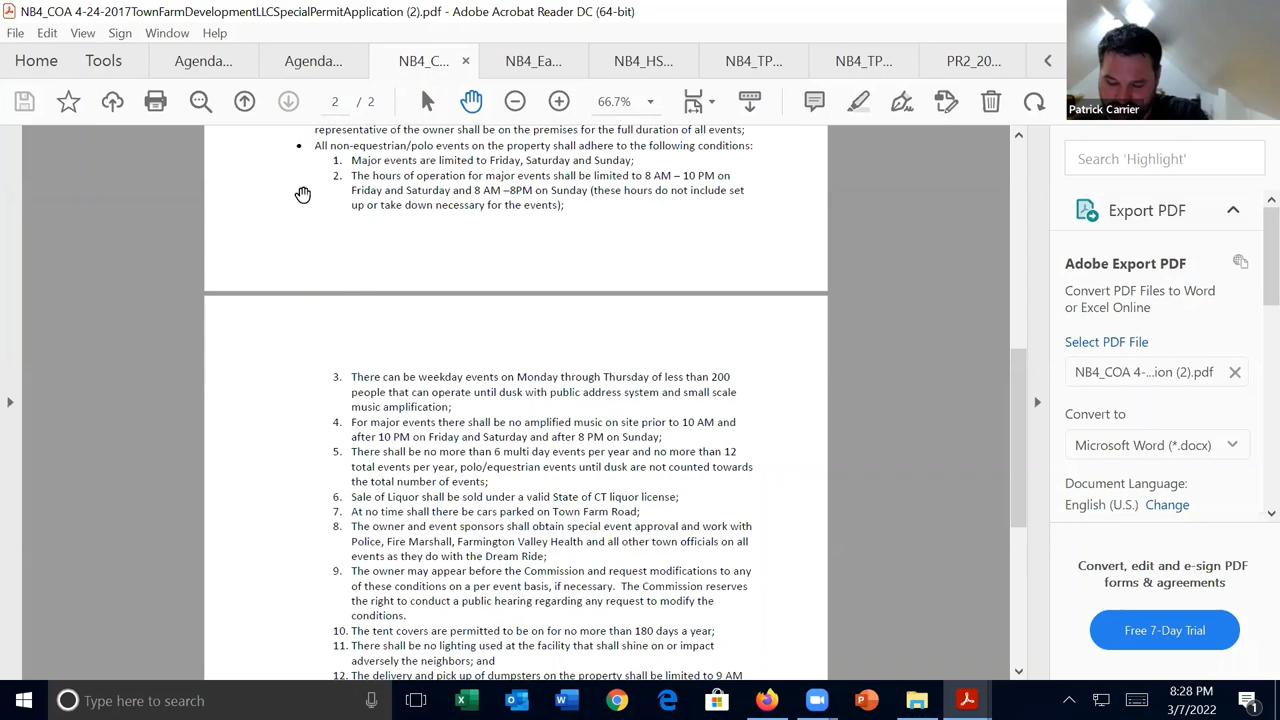 NB4_COA 4-24-2017TownFarmDevelopmentLLCSpecialPermitApplication (2).pdf - Adobe Acrobat Reader DC (64-bit)
File Edit View Sign Window Help
Home Tools Agenda... Agenda... NB4_C... × NB4_Ea... NB4_HS... NB4_TP... NB4_TP... PR2_20...
2 / 2 66.7%
Patrick Carrier
representative of the owner shall be on the premises for the full duration of all events;
• All non-equestrian/polo events on the property shall adhere to the following conditions:
1. Major events are limited to Friday, Saturday and Sunday;
2. The hours of operation for major events shall be limited to 8 AM – 10 PM on
Friday and Saturday and 8 AM –8PM on Sunday (these hours do not include set
up or take down necessary for the events);
3. There can be weekday events on Monday through Thursday of less than 200
people that can operate until dusk with public address system and small scale
music amplification;
4. For major events there shall be no amplified music on site prior to 10 AM and
after 10 PM on Friday and Saturday and after 8 PM on Sunday;
5. There shall be no more than 6 multi day events per year and no more than 12
total events per year, polo/equestrian events until dusk are not counted towards
the total number of events;
6. Sale of Liquor shall be sold under a valid State of CT liquor license;
7. At no time shall there be cars parked on Town Farm Road;
8. The owner and event sponsors shall obtain special event approval and work with
Police, Fire Marshall, Farmington Valley Health and all other town officials on all
events as they do with the Dream Ride;
9. The owner may appear before the Commission and request modifications to any
of these conditions on a per event basis, if necessary. The Commission reserves
the right to conduct a public hearing regarding any request to modify the
conditions.
10. The tent covers are permitted to be on for no more than 180 days a year;
11. There shall be no lighting used at the facility that shall shine on or impact
adversely the neighbors; and
12. The delivery and pick up of dumpsters on the property shall be limited to 9 AM
Search 'Highlight'
Export PDF
Adobe Export PDF
Convert PDF Files to Word
or Excel Online
Select PDF File
NB4_COA 4-...ion (2).pdf ×
Convert to
Microsoft Word (*.docx)
Document Language:
English (U.S.) Change
Convert, edit and e-sign PDF
forms & agreements
Free 7-Day Trial
Type here to search
8:28 PM
3/7/2022
1